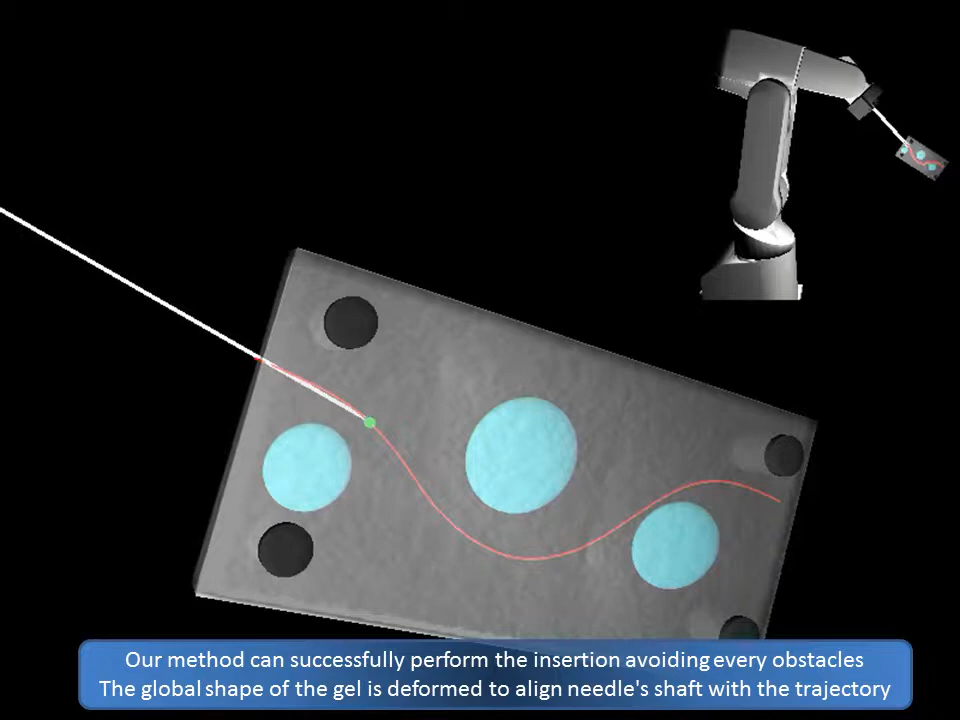 Our method can successfully perform the insertion avoiding every obstacles
The global shape of the gel is deformed to align needle's shaft with the trajectory